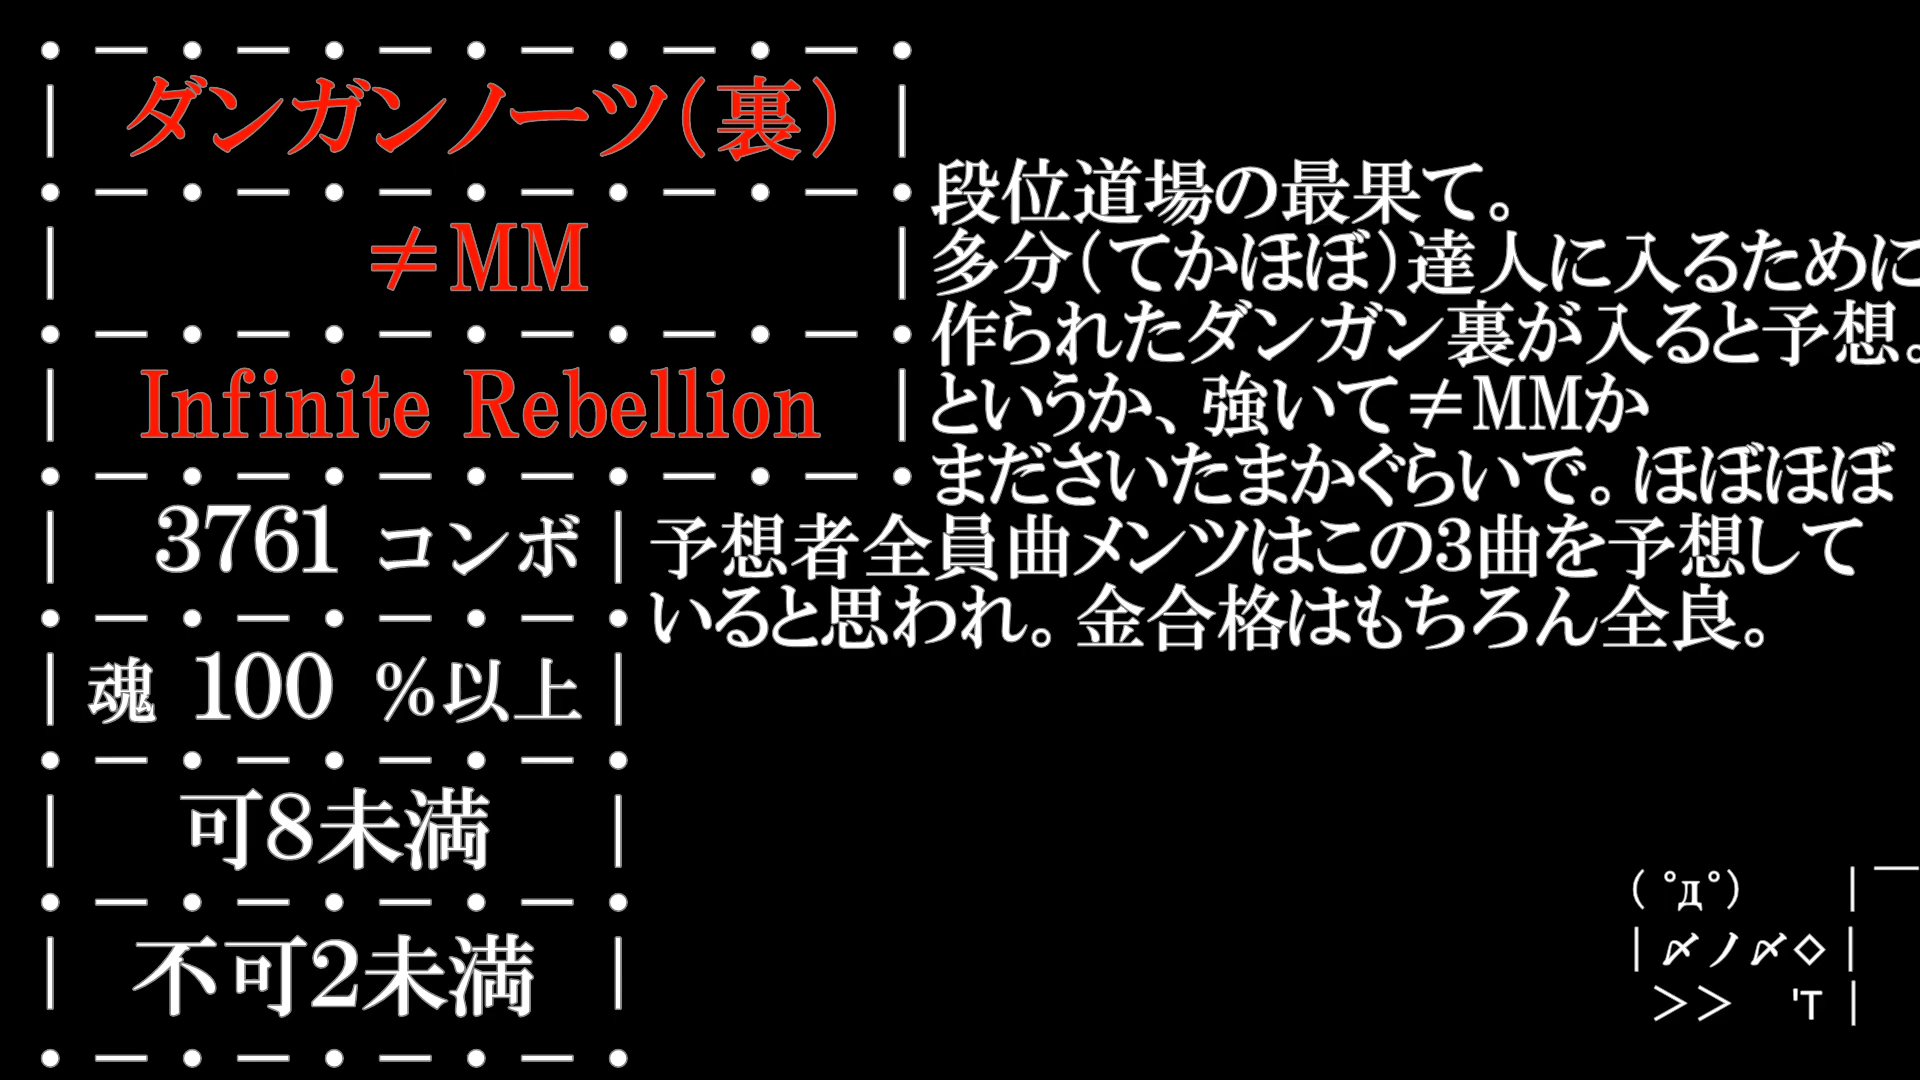 ダンガンノーツ(裏)
≠MM
Infinite Rebellion
3761 コンボ
魂 100 %以上
可8未満
不可2未満
段位道場の最果て。
多分(てかほぼ)達人に入るために
作られたダンガン裏が入ると予想。
というか、強いて≠MMか
まださいたまかぐらいで。ほぼほぼ
予想者全員曲メンツはこの3曲を予想して
いると思われ。金合格はもちろん全良。
( ﾟдﾟ) |￣
|〆ノ〆◇|
>> 'T |